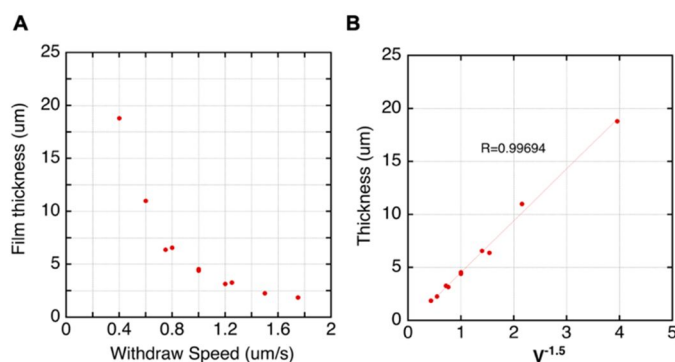 A
B
25
20
15
10
5
0
Film thickness (um)
0 0.4 0.8 1.2 1.6 2
Withdraw Speed (um/s)
25
20
15
10
5
0
Thickness (um)
R=0.99694
0 1 2 3 4 5
V-1.5